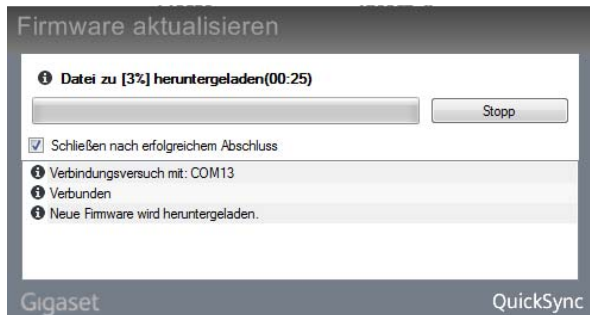 Firmware aktualisieren
Datei zu [3%] heruntergeladen(00:25)
Stopp
Schließen nach erfolgreichem Abschluss
Verbindungsversuch mit: COM13
Verbunden
Neue Firmware wird heruntergeladen.
Gigaset QuickSync